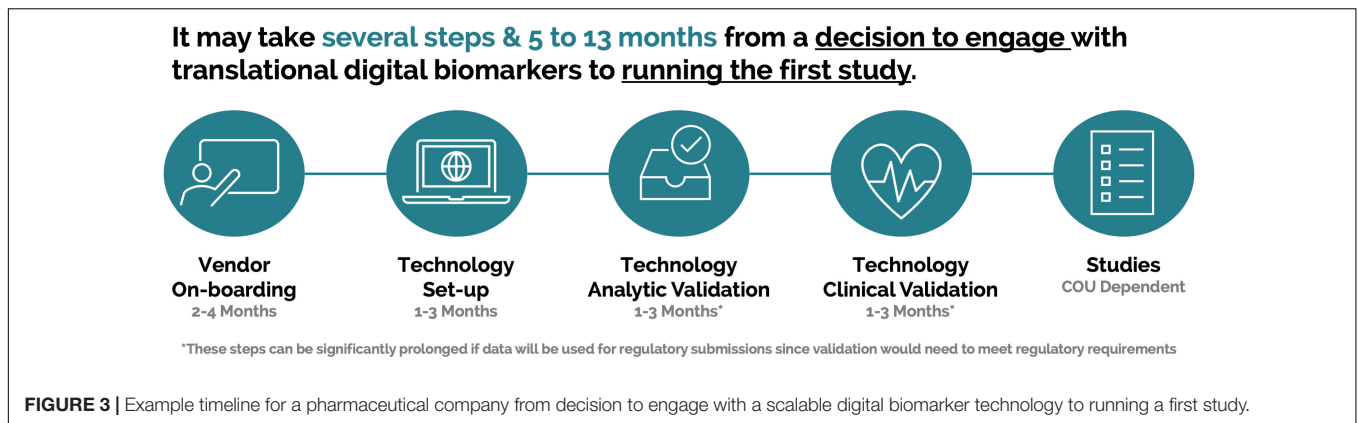 It may take several steps & 5 to 13 months from a decision to engage with
translational digital biomarkers to running the first study.
Vendor
On-boarding
2-4 Months
Technology
Set-up
1-3 Months
Technology
Analytic Validation
1-3 Months*
Technology
Clinical Validation
1-3 Months*
Studies
COU Dependent
*These steps can be significantly prolonged if data will be used for regulatory submissions since validation would need to meet regulatory requirements
FIGURE 3 | Example timeline for a pharmaceutical company from decision to engage with a scalable digital biomarker technology to running a first study.